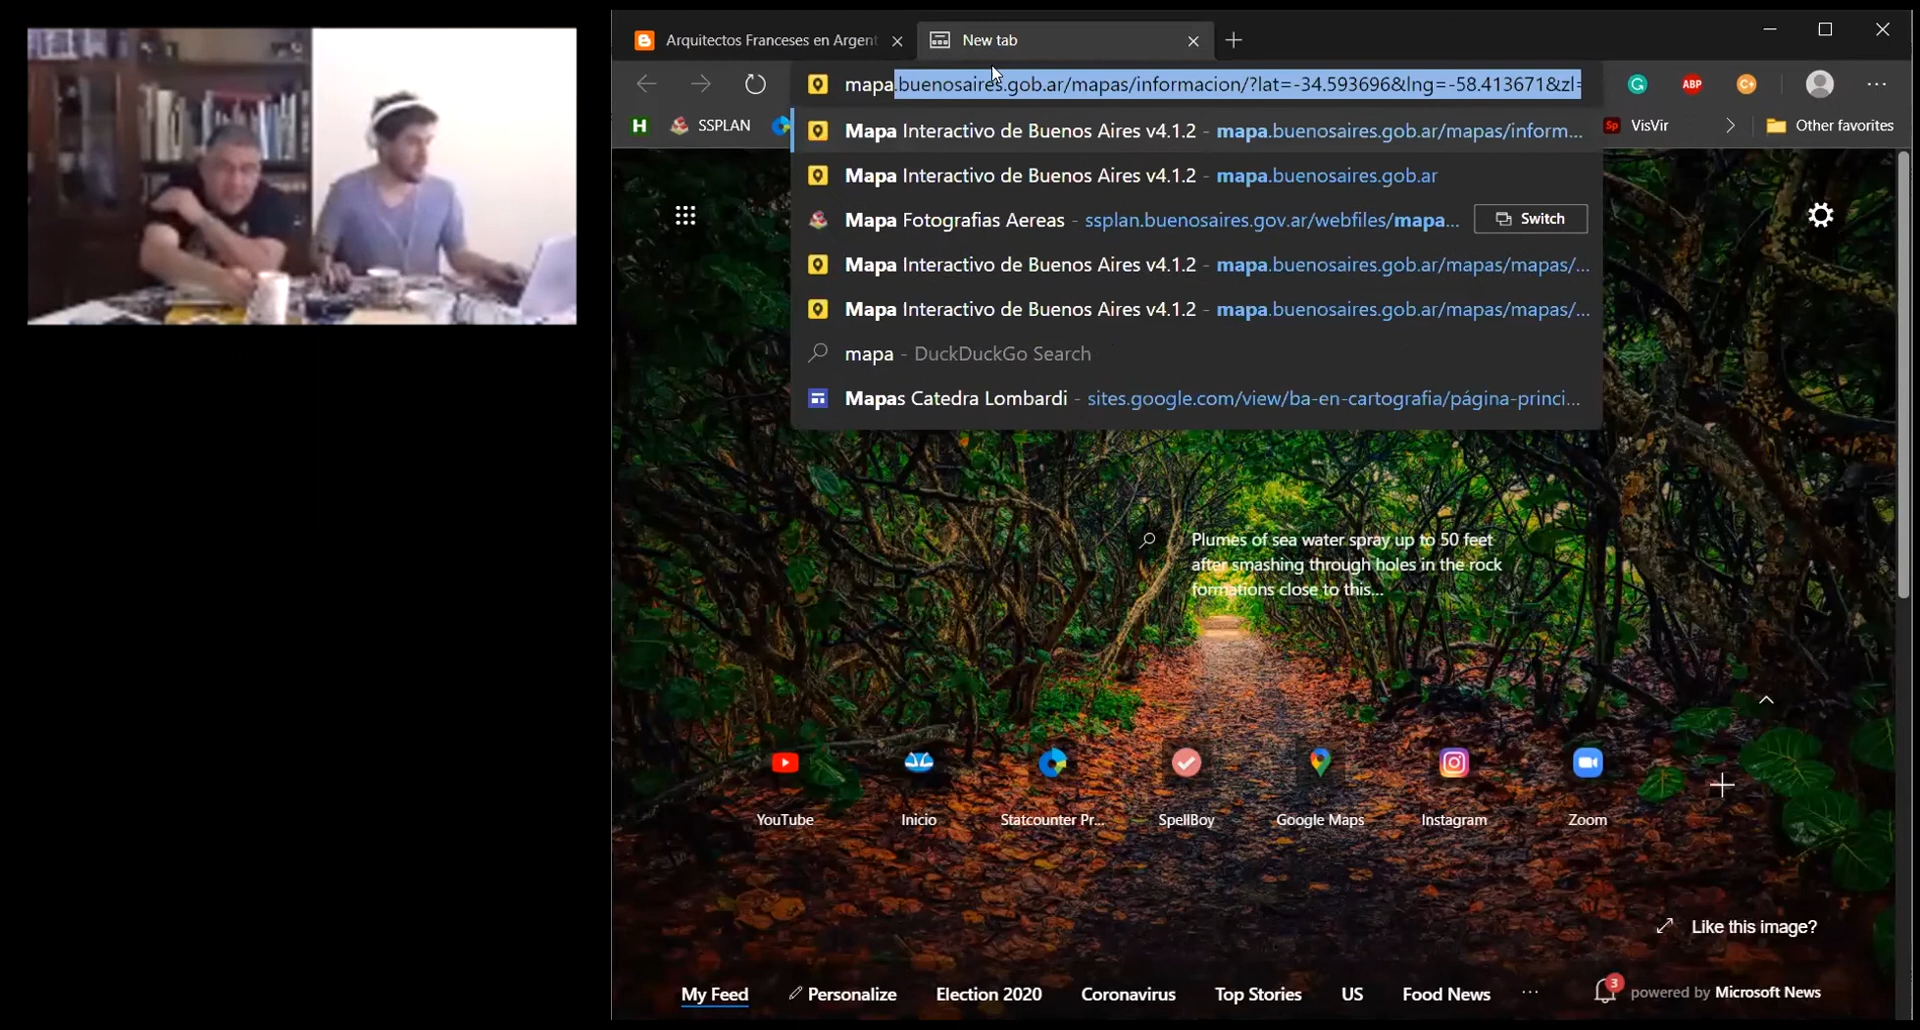 Arquitectos Franceses en Argent
New tab
mapa.buenosaires.gob.ar/mapas/informacion/?lat=-34.593696&lng=-58.413671&zl=
ABP
C+
H
SSPLAN
Sp VisVir
Other favorites
Mapa Interactivo de Buenos Aires v4.1.2 - mapa.buenosaires.gob.ar/mapas/inform...
Mapa Interactivo de Buenos Aires v4.1.2 - mapa.buenosaires.gob.ar
Mapa Fotografias Aereas - ssplan.buenosaires.gov.ar/webfiles/mapa...
Switch
Mapa Interactivo de Buenos Aires v4.1.2 - mapa.buenosaires.gob.ar/mapas/mapas/...
Mapa Interactivo de Buenos Aires v4.1.2 - mapa.buenosaires.gob.ar/mapas/mapas/...
mapa - DuckDuckGo Search
Mapas Catedra Lombardi - sites.google.com/view/ba-en-cartografia/página-princi...
Plumes of sea water spray up to 50 feet
after smashing through holes in the rock
formations close to this...
YouTube
Inicio
Statcounter Pr...
SpellBoy
Google Maps
Instagram
Zoom
Like this image?
My Feed
Personalize
Election 2020
Coronavirus
Top Stories
US
Food News
...
3
powered by Microsoft News